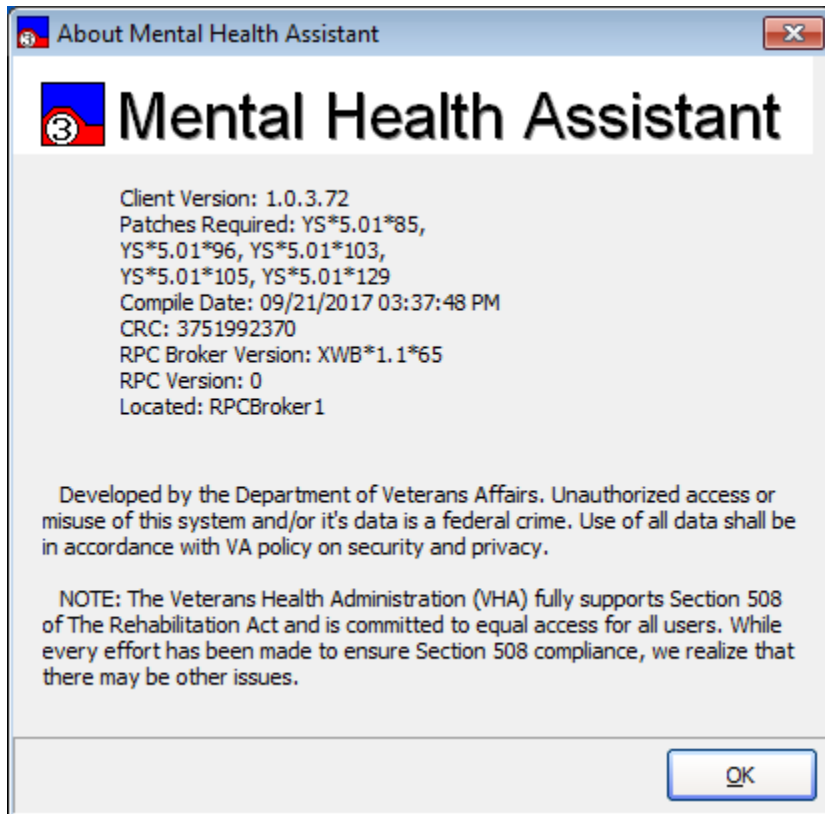 About Mental Health Assistant
3
Mental Health Assistant
3
Client Version: 1.0.3.72
Patches Required: YS*5.01*85,
YS*5.01*96, YS*5.01*103,
YS*5.01*105, YS*5.01*129
Compile Date: 09/21/2017 03:37:48 PM
CRC: 3751992370
RPC Broker Version: XWB*1.1*65
RPC Version: 0
Located: RPCBroker1
Developed by the Department of Veterans Affairs. Unauthorized access or
misuse of this system and/or it's data is a federal crime. Use of all data shall be
in accordance with VA policy on security and privacy.
NOTE: The Veterans Health Administration (VHA) fully supports Section 508
of The Rehabilitation Act and is committed to equal access for all users. While
every effort has been made to ensure Section 508 compliance, we realize that
there may be other issues.
OK